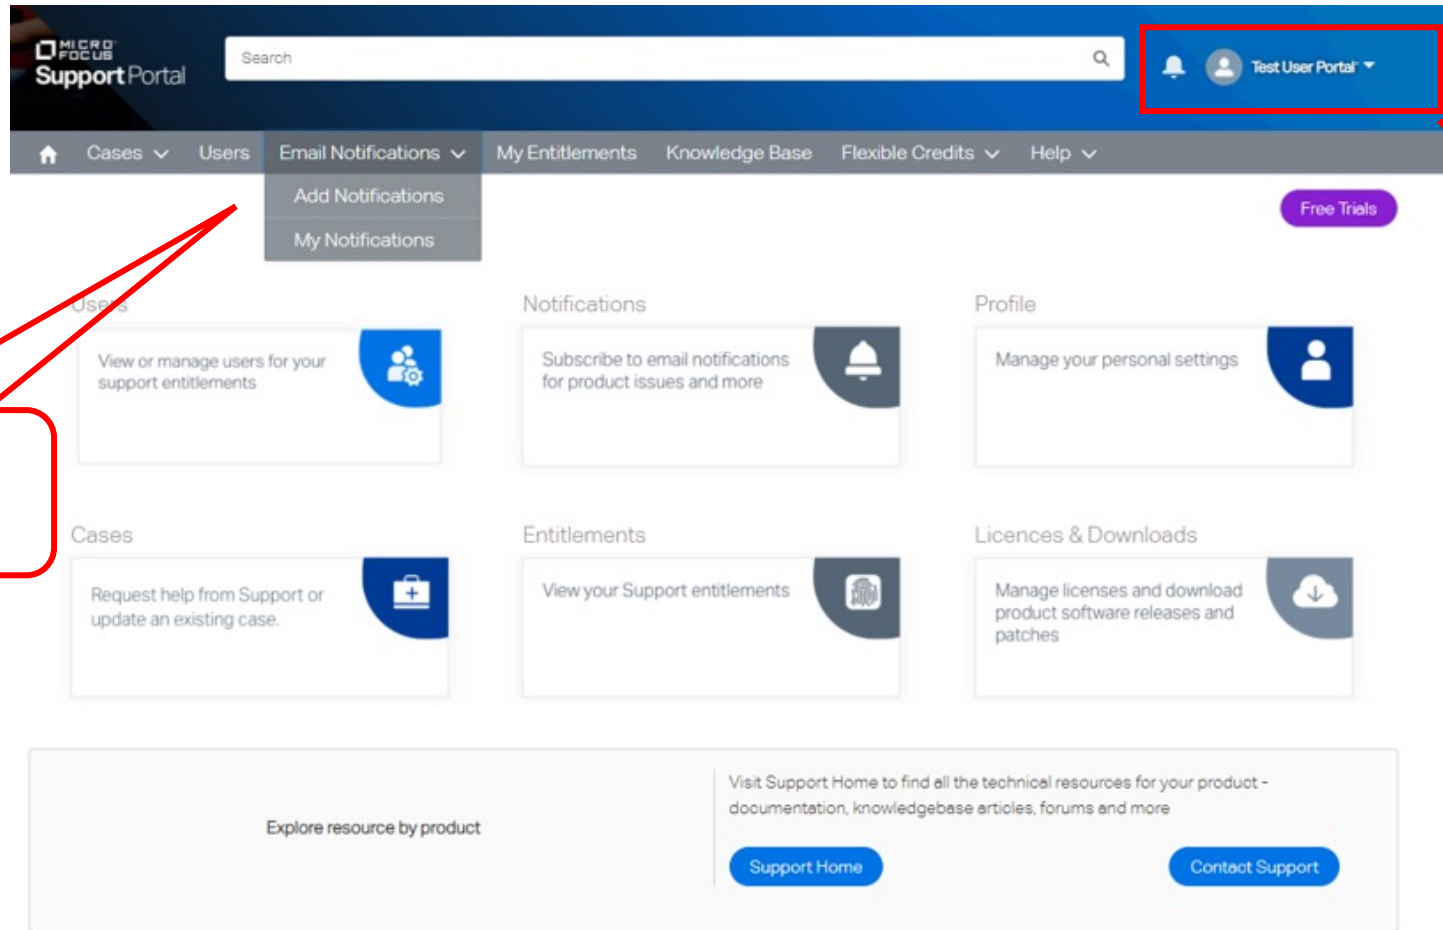 MICRO
FOCUS
Support Portal
Search
Test User Portal
Cases
Users
Email Notifications
My Entitlements
Knowledge Base
Flexible Credits
Help
Add Notifications
My Notifications
Free Trials
Users
View or manage users for your
support entitlements
Notifications
Subscribe to email notifications
for product issues and more
Profile
Manage your personal settings
Cases
Request help from Support or
update an existing case.
Entitlements
View your Support entitlements
Licences & Downloads
Manage licenses and download
product software releases and
patches
Explore resource by product
Visit Support Home to find all the technical resources for your product -
documentation, knowledgebase articles, forums and more
Support Home
Contact Support